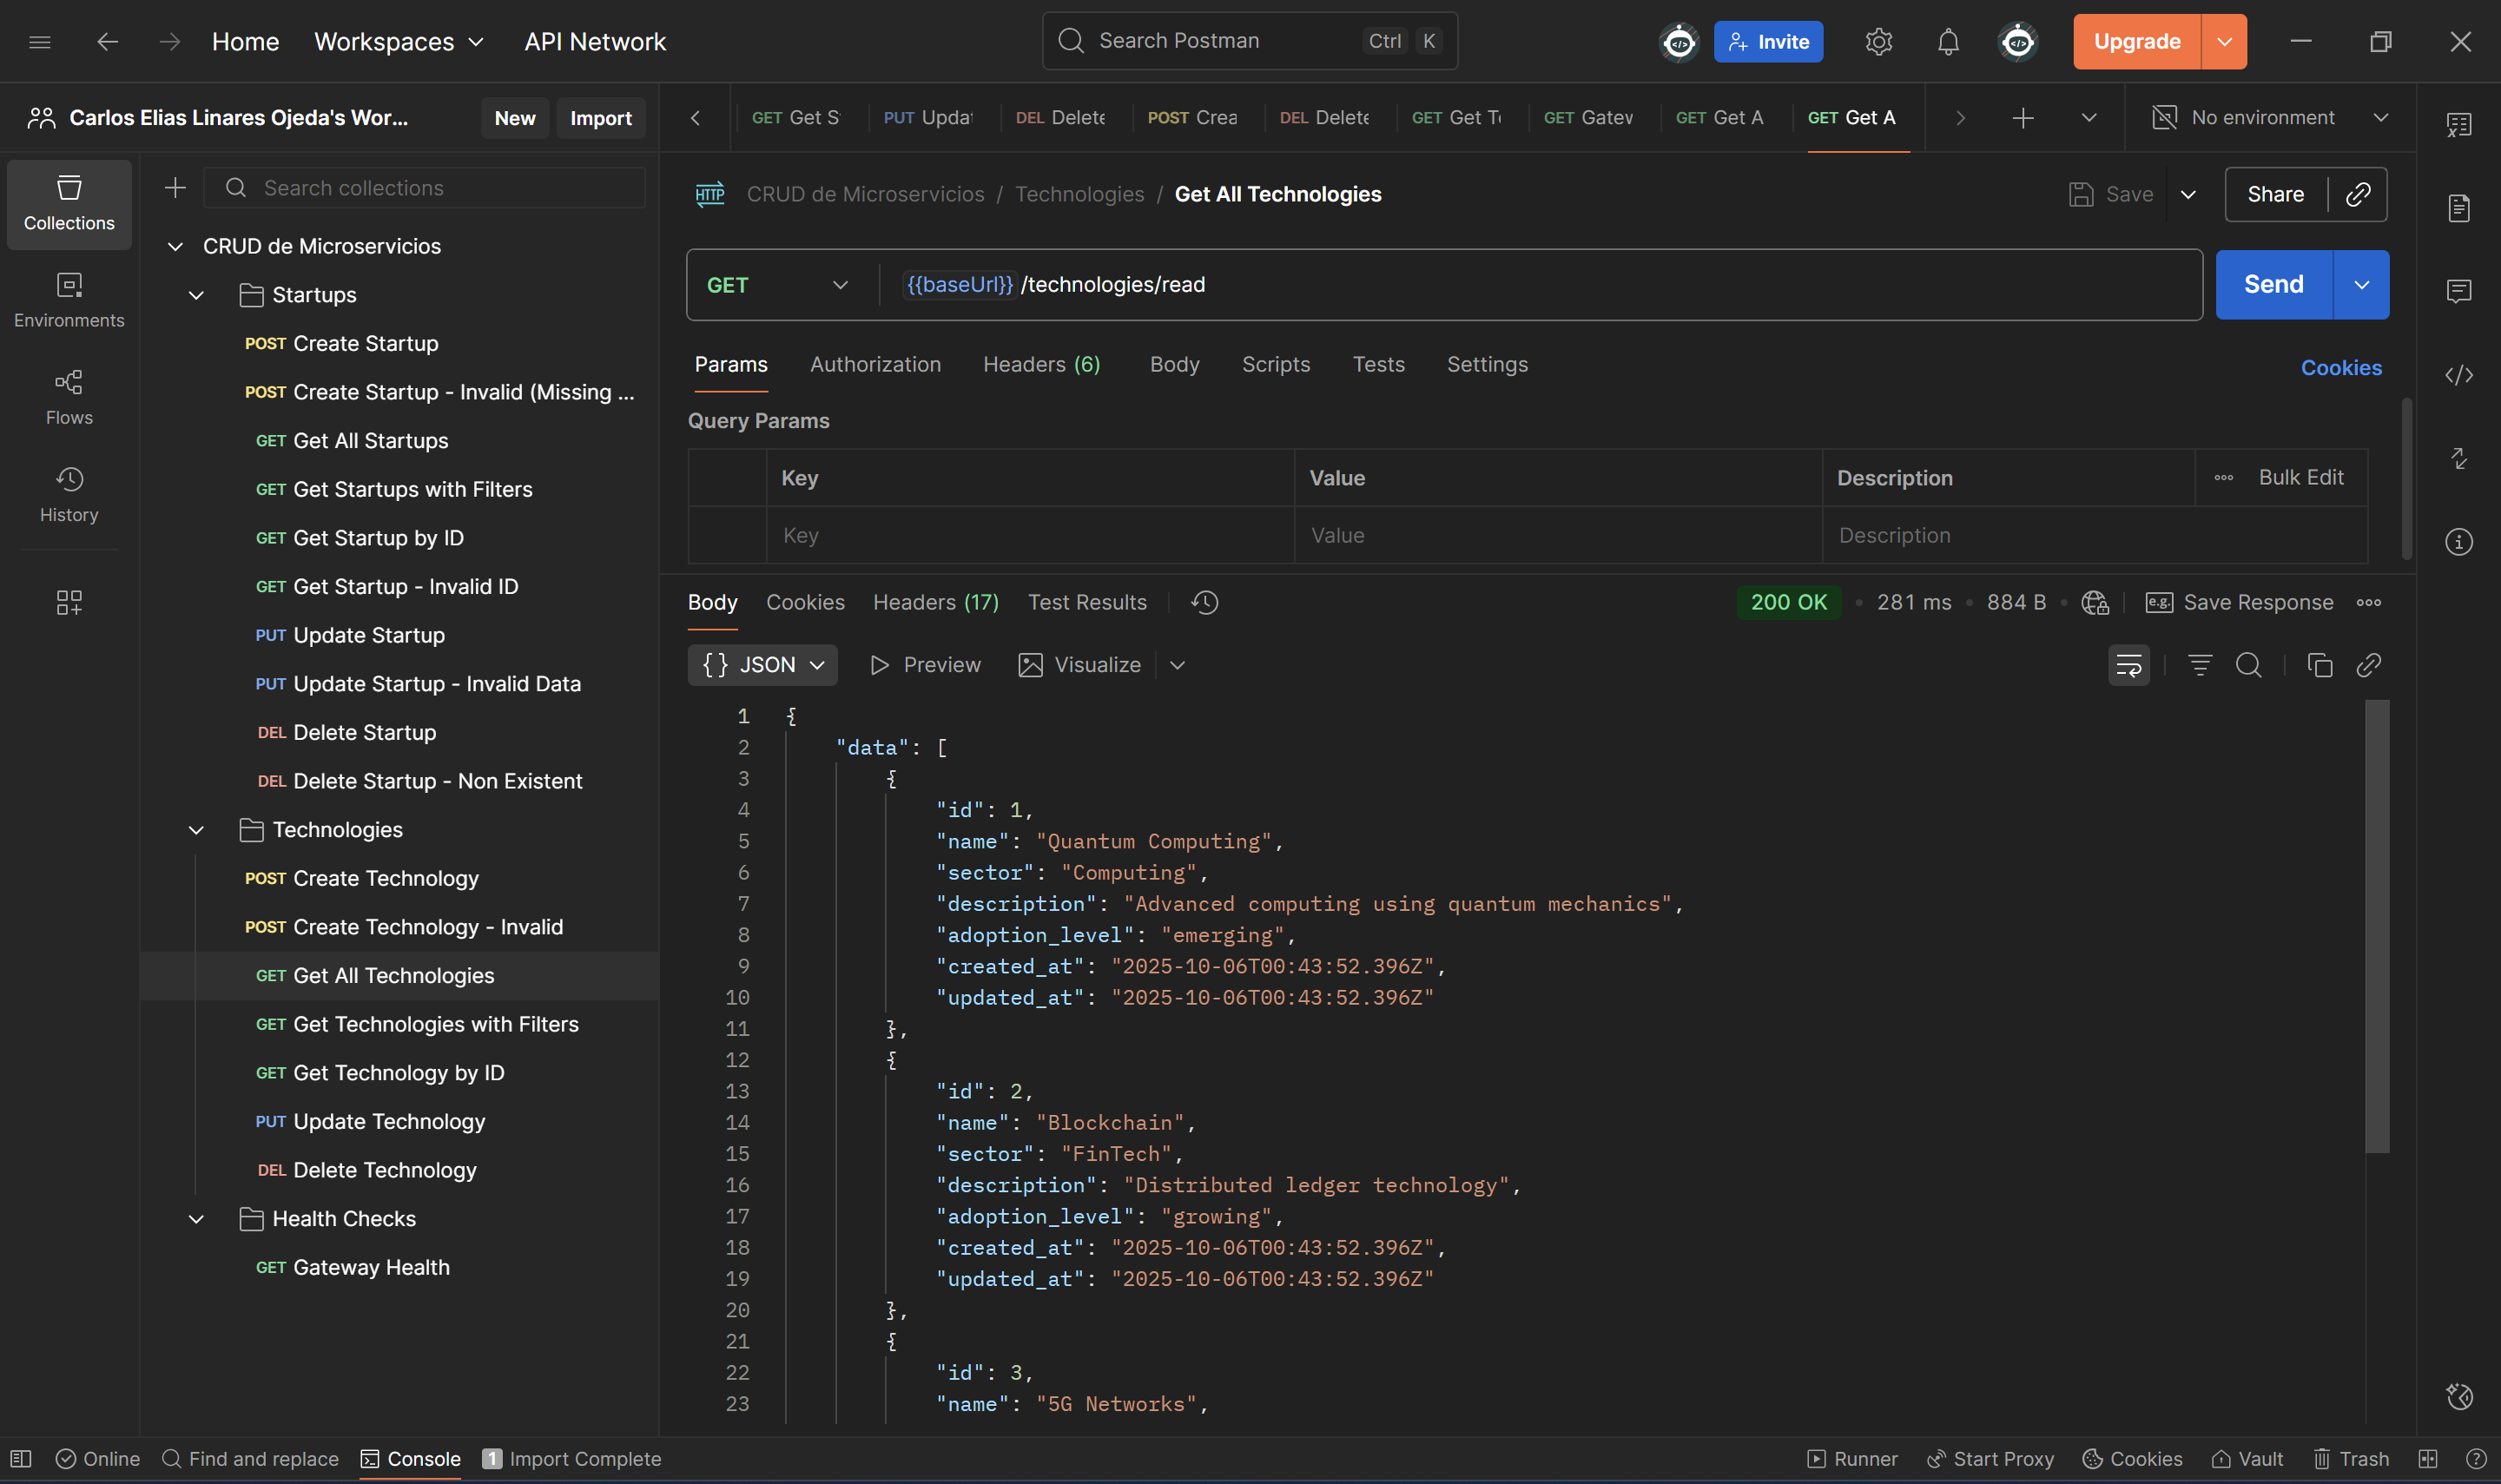 Home Workspaces API Network Search Postman Ctrl K Invite Upgrade
Carlos Elias Linares Ojeda's Wor... New Import
GET Get S PUT Updat DEL Delete POST Crea DEL Delete GET Get Te GET Gatew GET Get A GET Get A No environment
Collections
Environments
Flows
History
Search collections
CRUD de Microservicios
Startups
POST Create Startup
POST Create Startup - Invalid (Missing ...
GET Get All Startups
GET Get Startups with Filters
GET Get Startup by ID
GET Get Startup - Invalid ID
PUT Update Startup
PUT Update Startup - Invalid Data
DEL Delete Startup
DEL Delete Startup - Non Existent
Technologies
POST Create Technology
POST Create Technology - Invalid
GET Get All Technologies
GET Get Technologies with Filters
GET Get Technology by ID
PUT Update Technology
DEL Delete Technology
Health Checks
GET Gateway Health
HTTP CRUD de Microservicios / Technologies / Get All Technologies Save Share
GET {{baseUrl}}/technologies/read Send
Params Authorization Headers (6) Body Scripts Tests Settings Cookies
Query Params
Key Value Description Bulk Edit
Key Value Description
Body Cookies Headers (17) Test Results 200 OK • 281 ms • 884 B • e.g. Save Response
{ } JSON Preview Visualize
1 {
2 "data": [
3 {
4 "id": 1,
5 "name": "Quantum Computing",
6 "sector": "Computing",
7 "description": "Advanced computing using quantum mechanics",
8 "adoption_level": "emerging",
9 "created_at": "2025-10-06T00:43:52.396Z",
10 "updated_at": "2025-10-06T00:43:52.396Z"
11 },
12 {
13 "id": 2,
14 "name": "Blockchain",
15 "sector": "FinTech",
16 "description": "Distributed ledger technology",
17 "adoption_level": "growing",
18 "created_at": "2025-10-06T00:43:52.396Z",
19 "updated_at": "2025-10-06T00:43:52.396Z"
20 },
21 {
22 "id": 3,
23 "name": "5G Networks",
Online Find and replace Console 1 Import Complete Runner Start Proxy Cookies Vault Trash